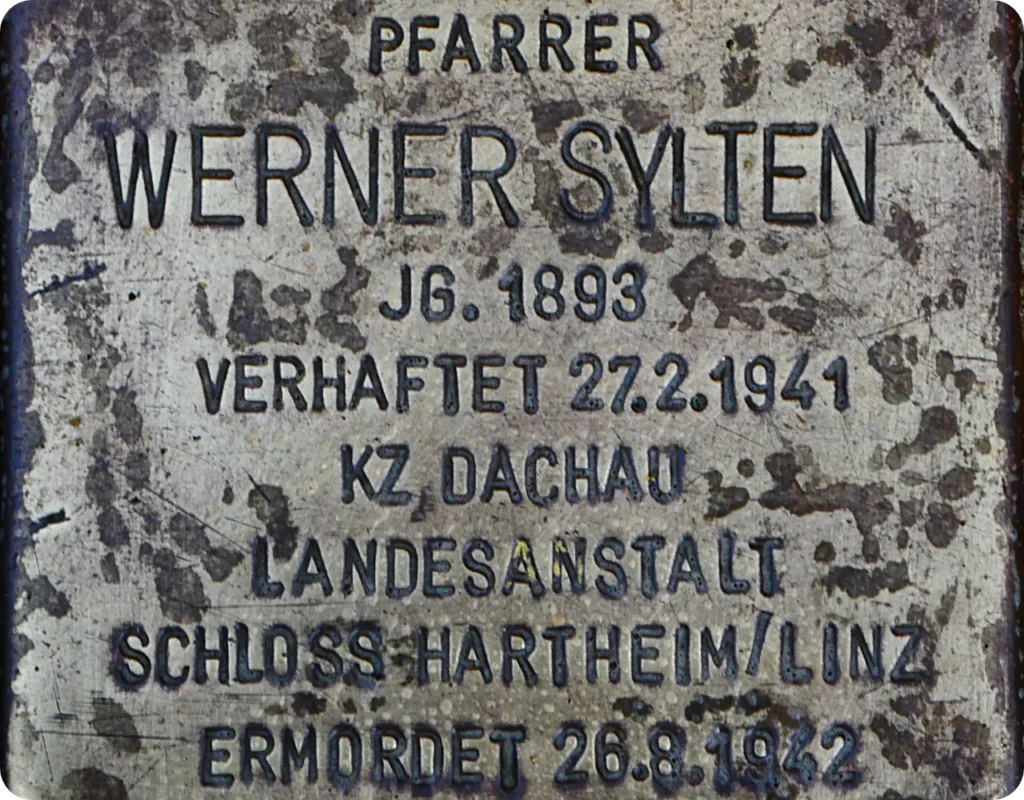 PFARRER
WERNER SYLTEN
JG. 1893
VERHAFTET 27.2.1941
KZ DACHAU
LANDESANSTALT
SCHLOSS HARTHEIM/LINZ
ERMORDET 26.8.1942